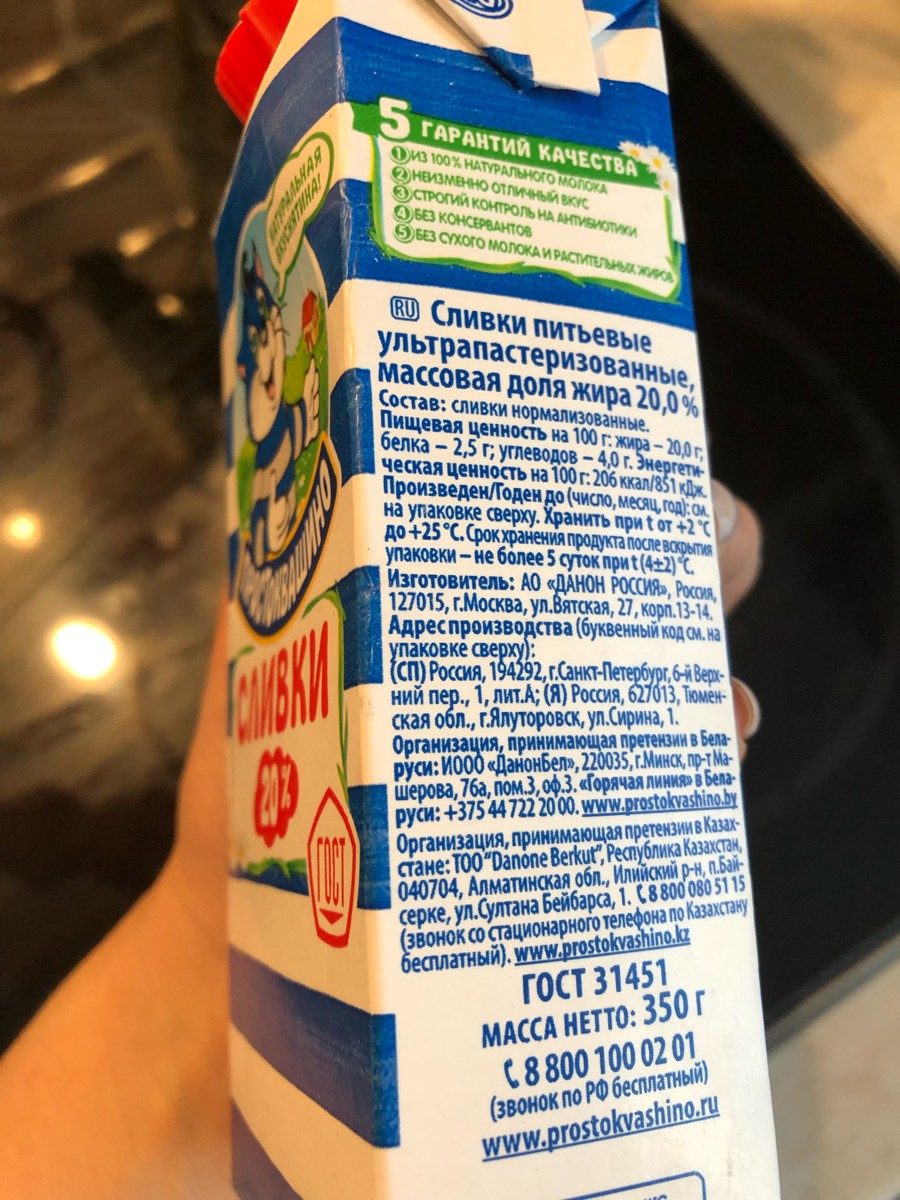 НАТУРАЛЬНАЯ
ВКУСНЯТИНА!
ПРОСТОКВАШИНО
СЛИВКИ
20%
ГОСТ
5 ГАРАНТИЙ КАЧЕСТВА
1 ИЗ 100% НАТУРАЛЬНОГО МОЛОКА
2 НЕИЗМЕННО ОТЛИЧНЫЙ ВКУС
3 СТРОГИЙ КОНТРОЛЬ НА АНТИБИОТИКИ
4 БЕЗ КОНСЕРВАНТОВ
5 БЕЗ СУХОГО МОЛОКА И РАСТИТЕЛЬНЫХ ЖИРОВ
RU Сливки питьевые
ультрапастеризованные,
массовая доля жира 20,0 %
Состав: сливки нормализованные.
Пищевая ценность на 100 г: жира – 20,0 г;
белка – 2,5 г; углеводов – 4,0 г. Энергети-
ческая ценность на 100 г: 206 ккал/851 кДж.
Произведен/Годен до (число, месяц, год): см.
на упаковке сверху. Хранить при t от +2 °C
до +25 °C. Срок хранения продукта после вскрытия
упаковки – не более 5 суток при t (4±2) °C.
Изготовитель: АО «ДАНОН РОССИЯ», Россия,
127015, г.Москва, ул.Вятская, 27, корп.13-14.
Адрес производства (буквенный код см. на
упаковке сверху):
(СП) Россия, 194292, г.Санкт-Петербург, 6-й Верх-
ний пер., 1, лит.А; (Я) Россия, 627013, Тюмен-
ская обл., г.Ялуторовск, ул.Сирина, 1.
Организация, принимающая претензии в Бела-
руси: ИООО «ДанонБел», 220035, г.Минск, пр-т Ма-
шерова, 76а, пом.3, оф.3. «Горячая линия» в Бела-
руси: +375 44 722 20 00. www.prostokvashino.by
Организация, принимающая претензии в Казах-
стане: ТОО "Danone Berkut", Республика Казахстан,
040704, Алматинская обл., Илийский р-н, п.Бай-
серке, ул.Султана Бейбарса, 1. 8 800 080 51 15
(звонок со стационарного телефона по Казахстану
бесплатный). www.prostokvashino.kz
ГОСТ 31451
МАССА НЕТТО: 350 г
8 800 100 02 01
(звонок по РФ бесплатный)
www.prostokvashino.ru